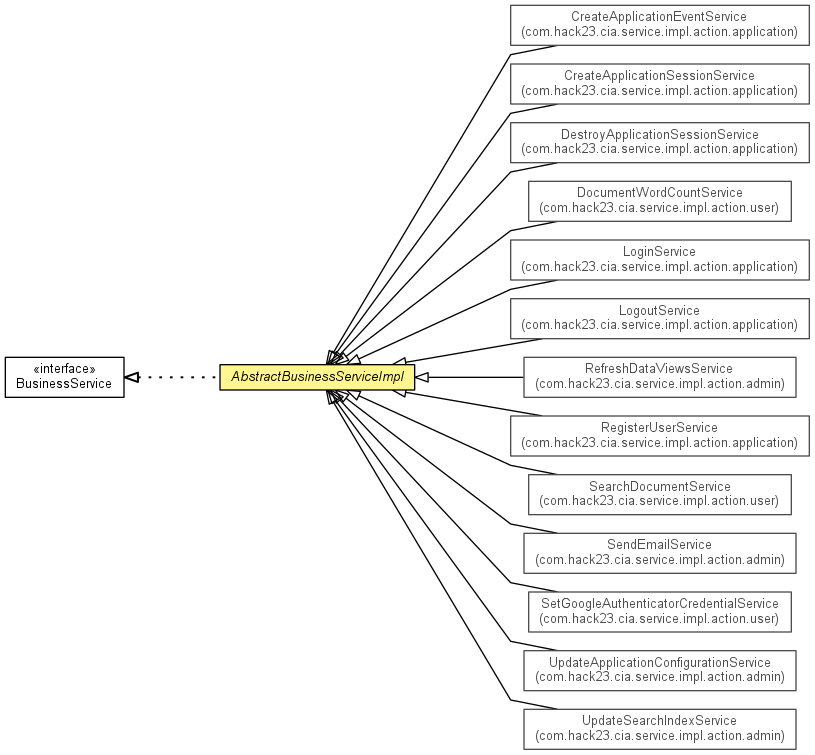 CreateApplicationEventService
(com.hack23.cia.service.impl.action.application)
CreateApplicationSessionService
(com.hack23.cia.service.impl.action.application)
DestroyApplicationSessionService
(com.hack23.cia.service.impl.action.application)
DocumentWordCountService
(com.hack23.cia.service.impl.action.user)
LoginService
(com.hack23.cia.service.impl.action.application)
LogoutService
(com.hack23.cia.service.impl.action.application)
«interface»
BusinessService
AbstractBusinessServiceImpl
RefreshDataViewsService
(com.hack23.cia.service.impl.action.admin)
RegisterUserService
(com.hack23.cia.service.impl.action.application)
SearchDocumentService
(com.hack23.cia.service.impl.action.user)
SendEmailService
(com.hack23.cia.service.impl.action.admin)
SetGoogleAuthenticatorCredentialService
(com.hack23.cia.service.impl.action.user)
UpdateApplicationConfigurationService
(com.hack23.cia.service.impl.action.admin)
UpdateSearchIndexService
(com.hack23.cia.service.impl.action.admin)